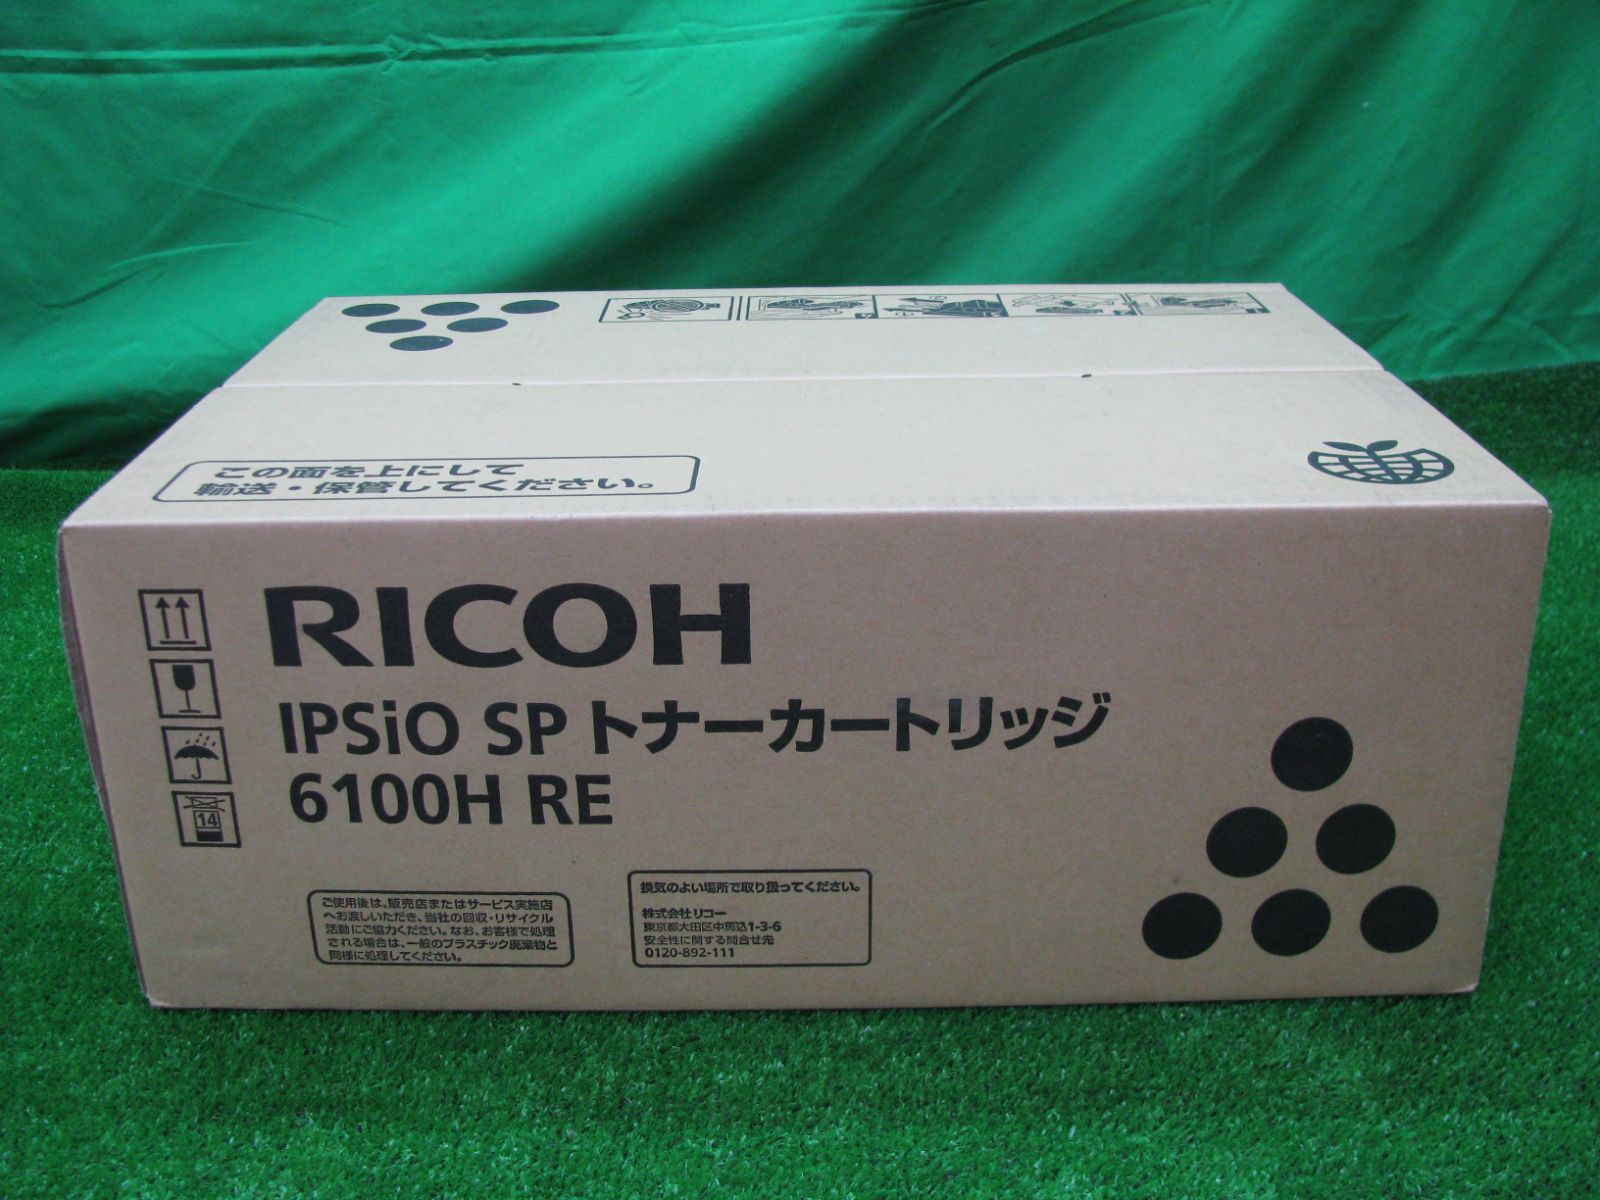 この面を上にして
輸送・保管してください。
RICOH
IPSiO SP トナーカートリッジ
6100H RE
14
ご使用後は、販売店またはサービス実施店
へお渡しいただき、当社の回収・リサイクル
活動にご協力ください。なお、お客様で処理
される場合は、一般のプラスチック廃棄物と
同様に処理してください。
換気のよい場所で取り扱ってください。
株式会社リコー
東京都大田区中馬込1-3-6
安全性に関する問合せ先
0120-892-111